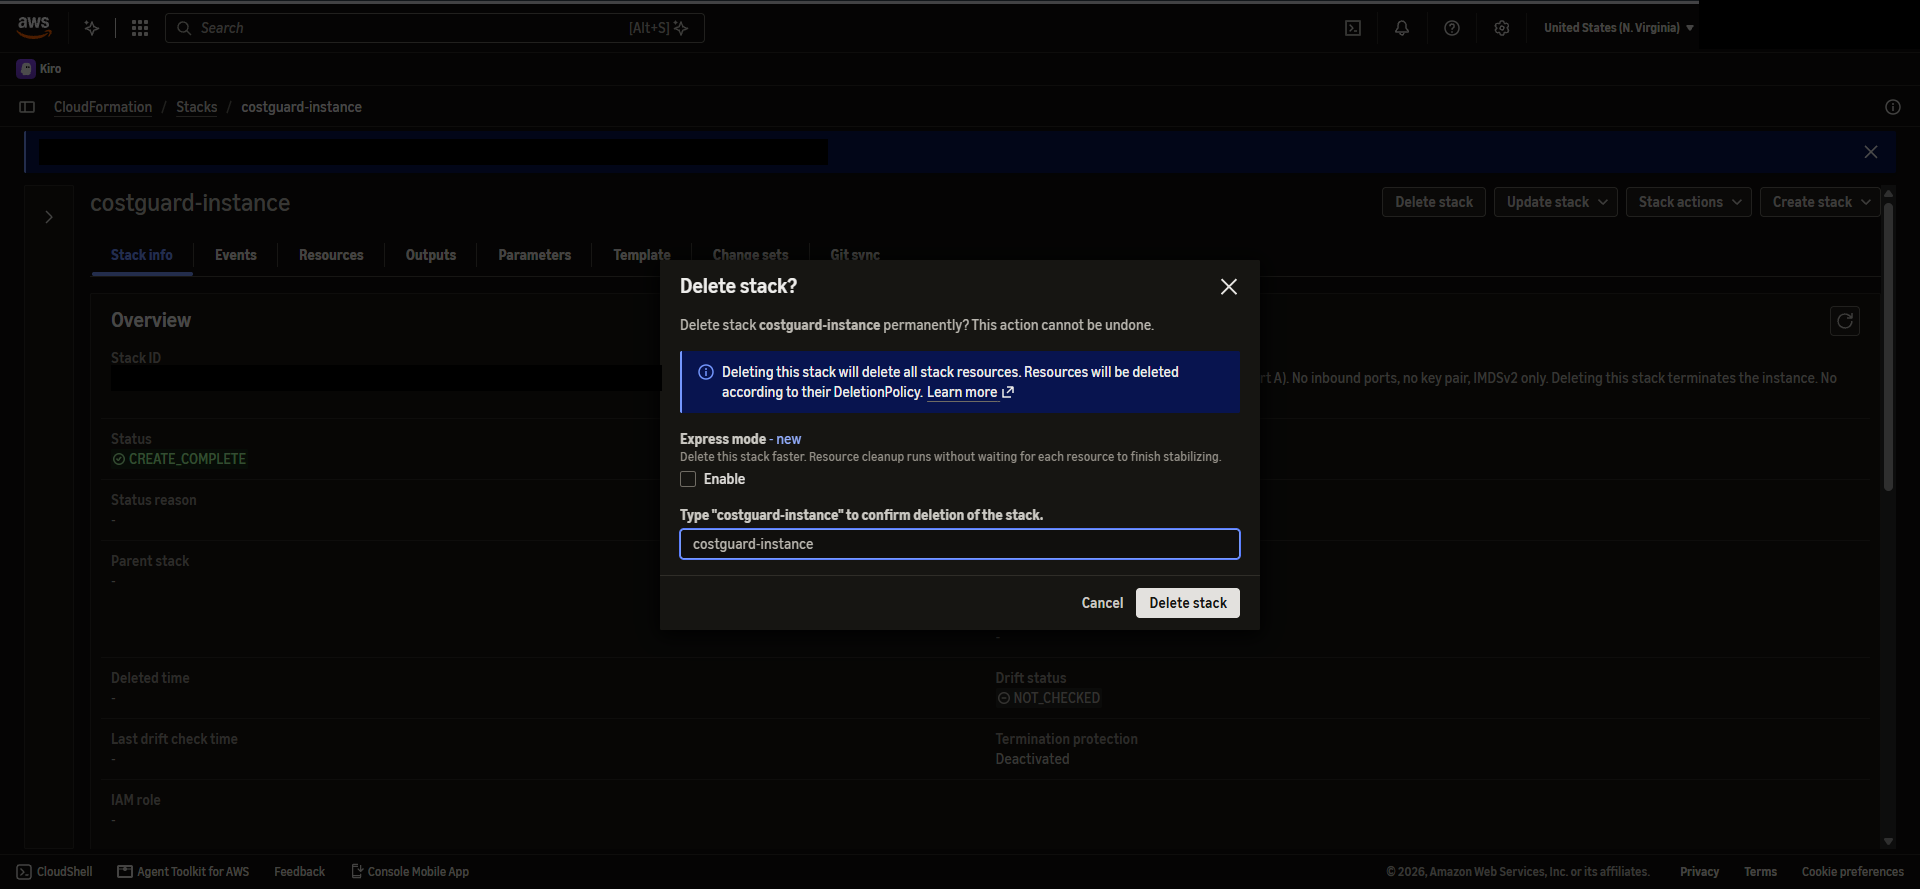 aws
Search
[Alt+S]
United States (N. Virginia)
Kiro
CloudFormation / Stacks / costguard-instance
costguard-instance
Delete stack
Update stack
Stack actions
Create stack
Stack info
Events
Resources
Outputs
Parameters
Template
Change sets
Git sync
Overview
Stack ID
rt A). No inbound ports, no key pair, IMDSv2 only. Deleting this stack terminates the instance. No
Status
CREATE_COMPLETE
Status reason
-
Parent stack
-
-
Deleted time
-
Drift status
NOT_CHECKED
Last drift check time
-
Termination protection
Deactivated
IAM role
-
Delete stack?
Delete stack costguard-instance permanently? This action cannot be undone.
Deleting this stack will delete all stack resources. Resources will be deleted
according to their DeletionPolicy. Learn more
Express mode - new
Delete this stack faster. Resource cleanup runs without waiting for each resource to finish stabilizing.
Enable
Type "costguard-instance" to confirm deletion of the stack.
costguard-instance
Cancel
Delete stack
CloudShell
Agent Toolkit for AWS
Feedback
Console Mobile App
© 2026, Amazon Web Services, Inc. or its affiliates.
Privacy
Terms
Cookie preferences